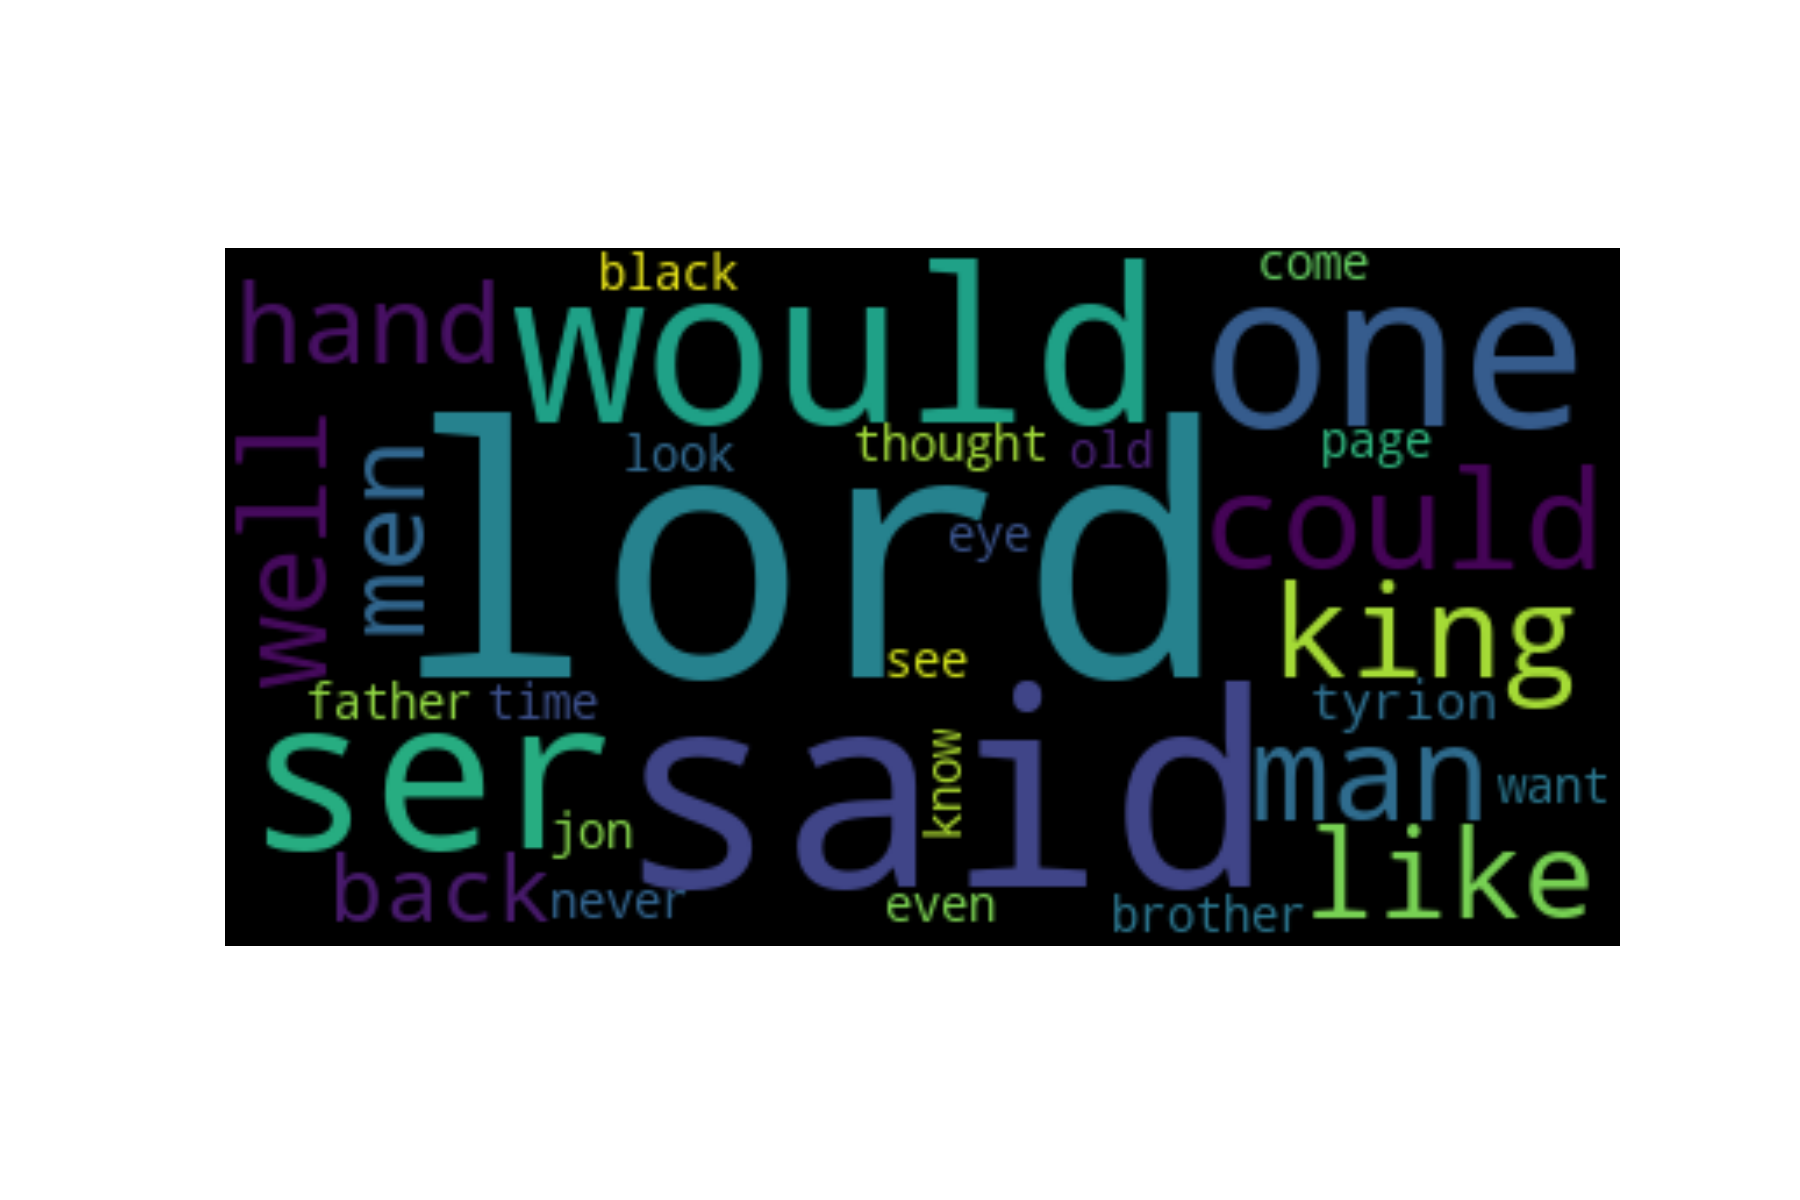 black
come
hand
would
one
well
men
look
thought
old
page
lord
eye
could
king
see
father
time
tyrion
ser
said
know
man
want
jon
like
back
never
even
brother